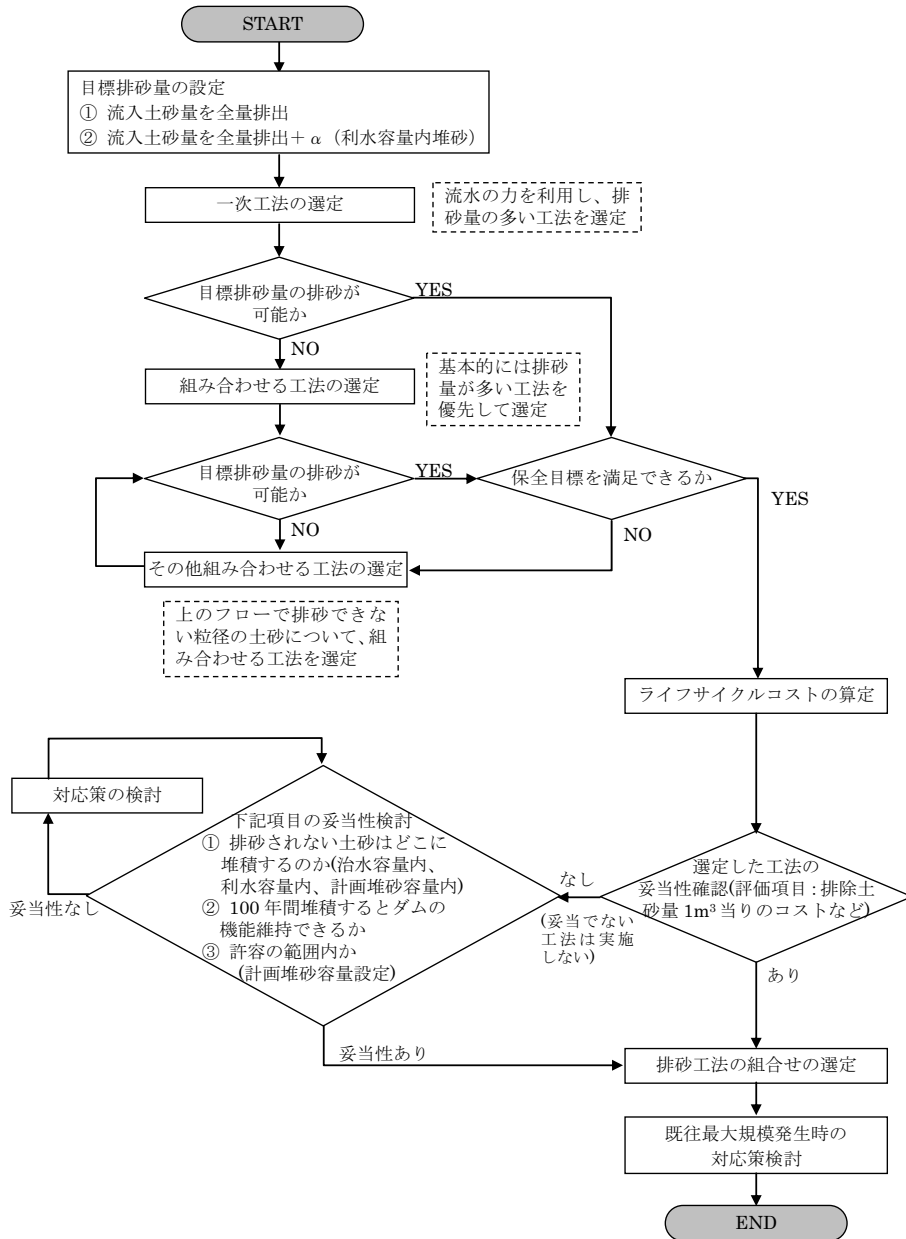 START
目標排砂量の設定
① 流入土砂量を全量排出
② 流入土砂量を全量排出+α (利水容量内堆砂)
一次工法の選定
流水の力を利用し、排
砂量の多い工法を選定
目標排砂量の排砂が
可能か
YES
NO
組み合わせる工法の選定
基本的には排砂
量が多い工法を
優先して選定
目標排砂量の排砂が
可能か
YES
NO
保全目標を満足できるか
YES
NO
その他組み合わせる工法の選定
上のフローで排砂できな
い粒径の土砂について、組
み合わせる工法を選定
ライフサイクルコストの算定
対応策の検討
下記項目の妥当性検討
① 排砂されない土砂はどこに
堆積するのか(治水容量内、
利水容量内、計画堆砂容量内)
② 100 年間堆積するとダムの
機能維持できるか
③ 許容の範囲内か
(計画堆砂容量設定)
妥当性なし
妥当性あり
選定した工法の
妥当性確認(評価項目:排除土
砂量 1m³ 当りのコストなど)
なし
(妥当でない
工法は実施
しない)
あり
排砂工法の組合せの選定
既往最大規模発生時の
対応策検討
END